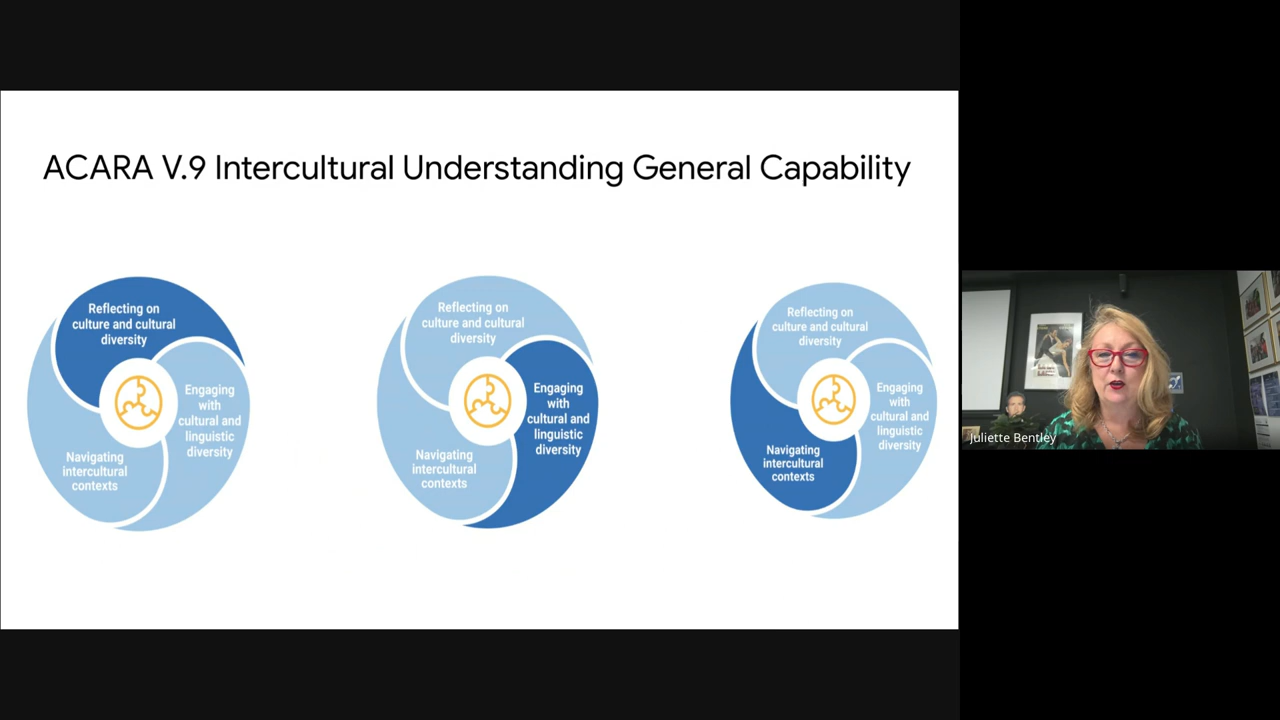 ACARA V.9 Intercultural Understanding General Capability
Reflecting on
culture and cultural
diversity
Engaging
with
cultural and
linguistic
diversity
Navigating
intercultural
contexts
Reflecting on
culture and cultural
diversity
Engaging
with
cultural and
linguistic
diversity
Navigating
intercultural
contexts
Reflecting on
culture and cultural
diversity
Engaging
with
cultural and
linguistic
diversity
Navigating
intercultural
contexts
Juliette Bentley